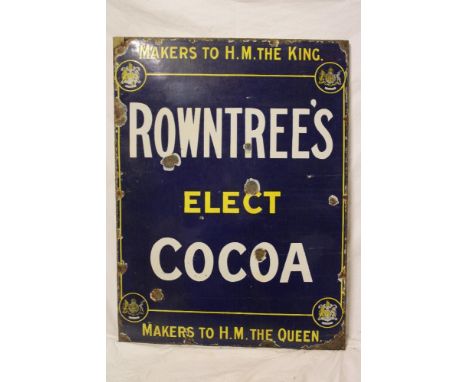 MAKERS TO H.M. THE KING.
ROWNTREE'S
ELECT
COCOA
MAKERS TO H.M. THE QUEEN.